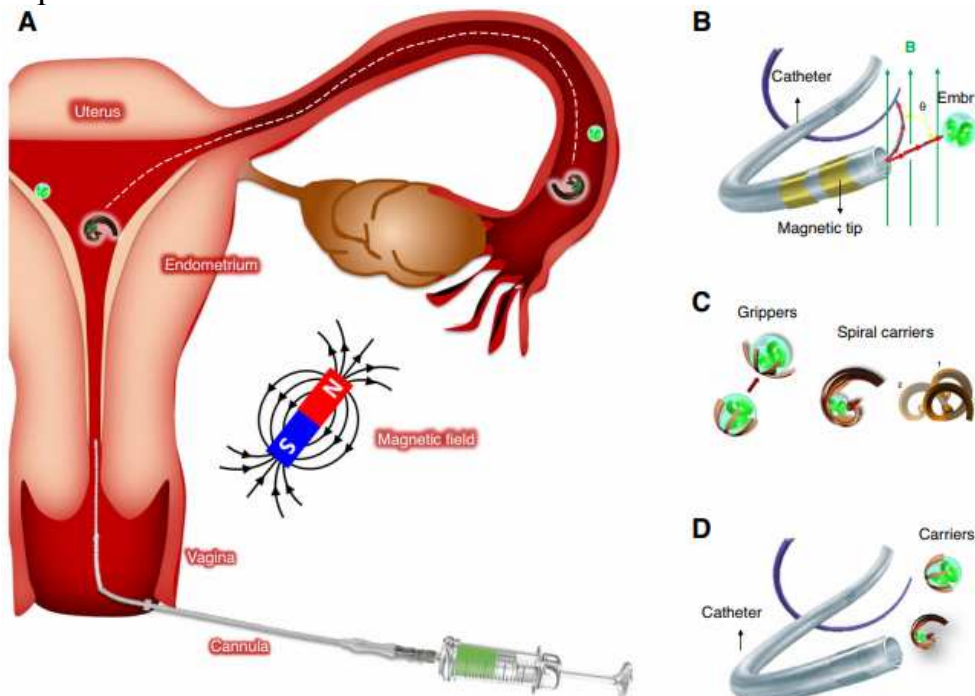 A
Uterus
Endometrium
N
S
Magnetic field
Vagina
Cannula
B
B
Catheter
Embr
θ
Magnetic tip
C
Grippers
Spiral carriers
1
2
D
Carriers
Catheter